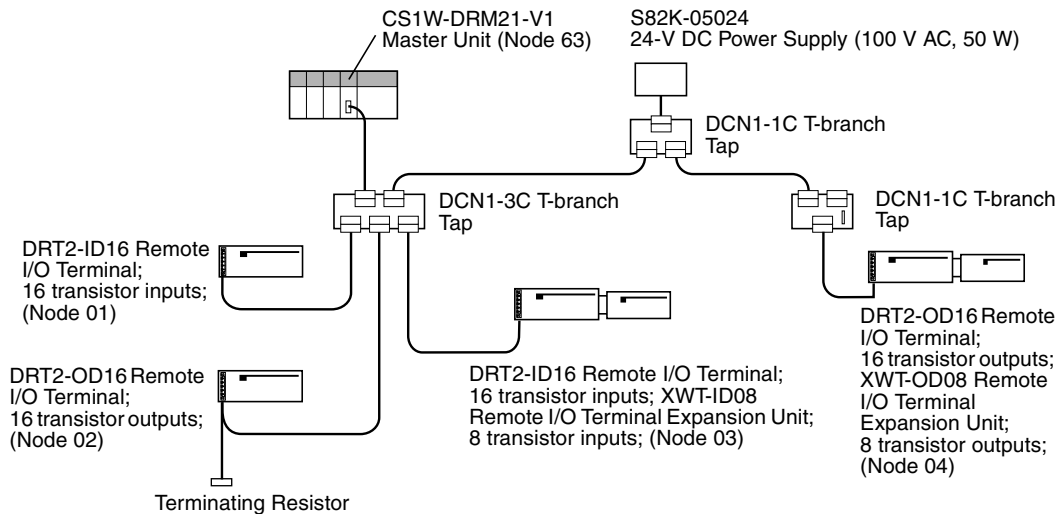 CS1W-DRM21-V1
Master Unit (Node 63)
S82K-05024
24-V DC Power Supply (100 V AC, 50 W)
DCN1-1C T-branch
Tap
DCN1-3C T-branch
Tap
DCN1-1C T-branch
Tap
DRT2-ID16 Remote
I/O Terminal;
16 transistor inputs;
(Node 01)
DRT2-OD16 Remote
I/O Terminal;
16 transistor outputs;
(Node 02)
DRT2-ID16 Remote I/O Terminal;
16 transistor inputs; XWT-ID08
Remote I/O Terminal Expansion Unit;
8 transistor inputs; (Node 03)
DRT2-OD16 Remote
I/O Terminal;
16 transistor outputs;
XWT-OD08 Remote
I/O Terminal
Expansion Unit;
8 transistor outputs;
(Node 04)
Terminating Resistor